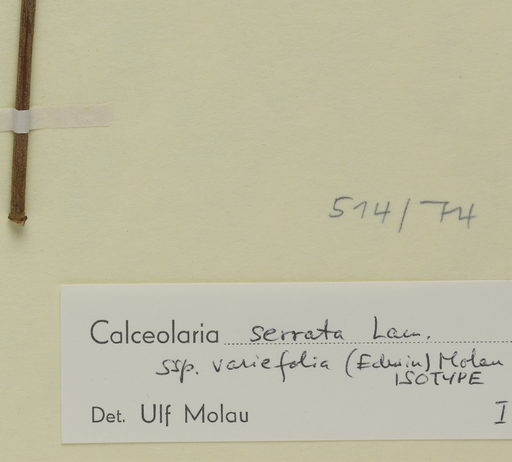 514/74
Calceolaria serrata Lam.
ssp. variefolia (Edwin) Molau
ISOTYPE
Det. Ulf Molau I